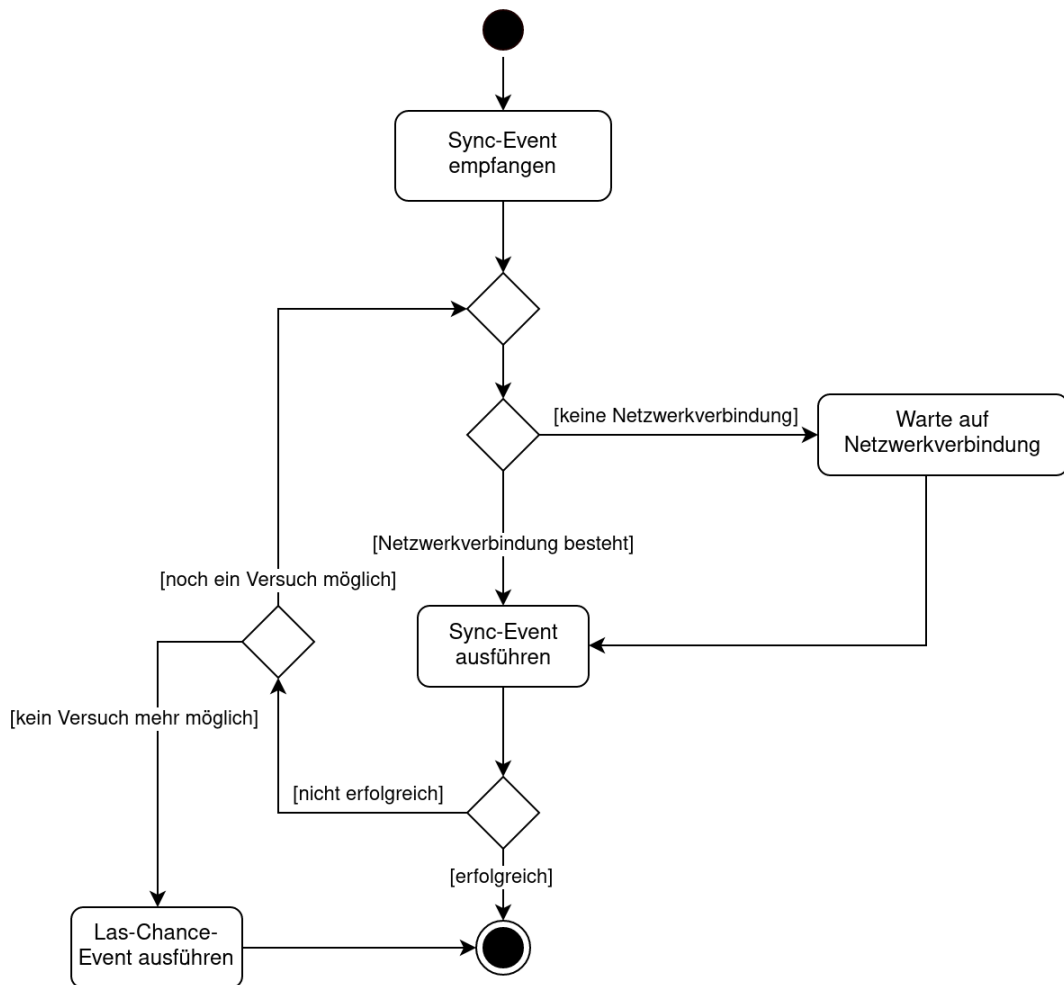 Sync-Event
empfangen
[keine Netzwerkverbindung]
Warte auf
Netzwerkverbindung
[Netzwerkverbindung besteht]
[noch ein Versuch möglich]
Sync-Event
ausführen
[kein Versuch mehr möglich]
[nicht erfolgreich]
[erfolgreich]
Las-Chance-
Event ausführen